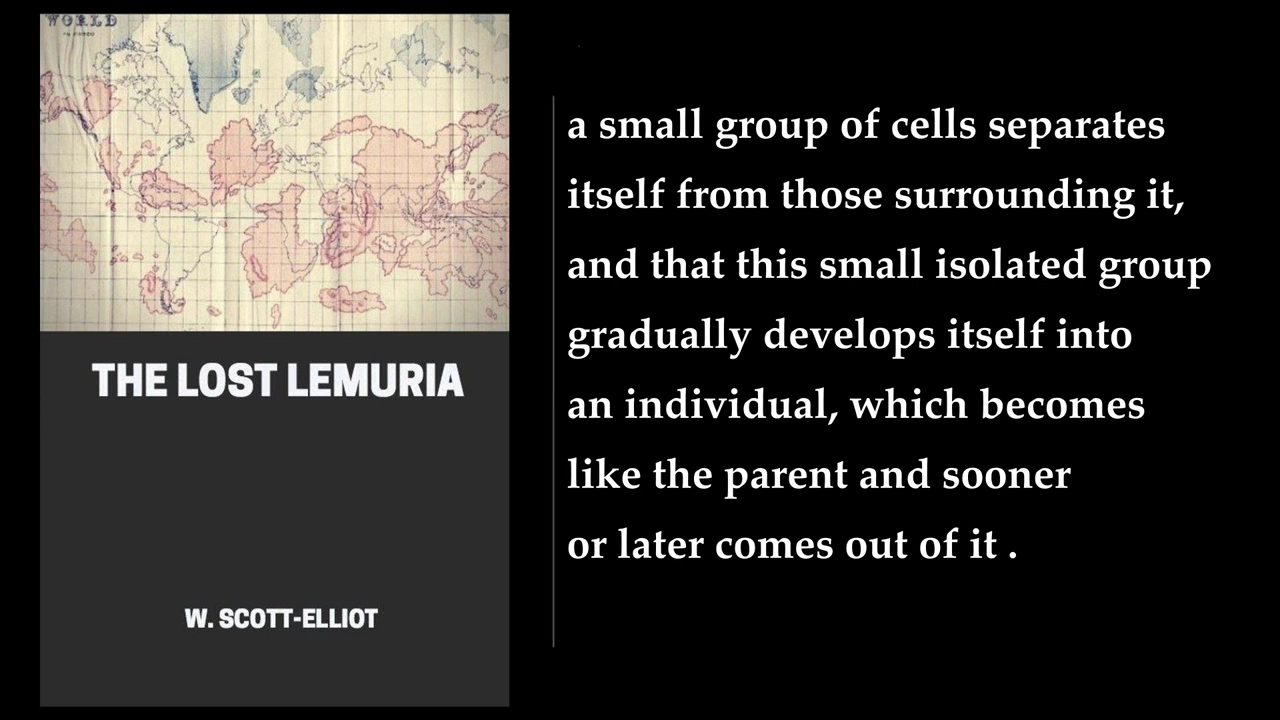 WORLD
THE LOST LEMURIA
W. SCOTT-ELLIOT
a small group of cells separates
itself from those surrounding it,
and that this small isolated group
gradually develops itself into
an individual, which becomes
like the parent and sooner
or later comes out of it .